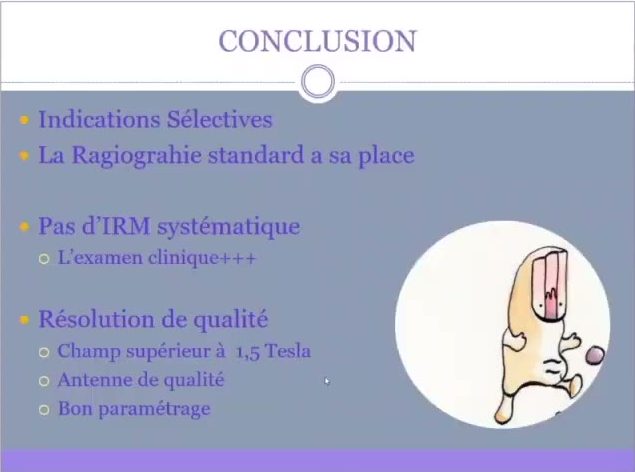 CONCLUSION
Indications Sélectives
La Ragiograhie standard a sa place
Pas d’IRM systématique
L’examen clinique+++
Résolution de qualité
Champ supérieur à 1,5 Tesla
Antenne de qualité
Bon paramétrage